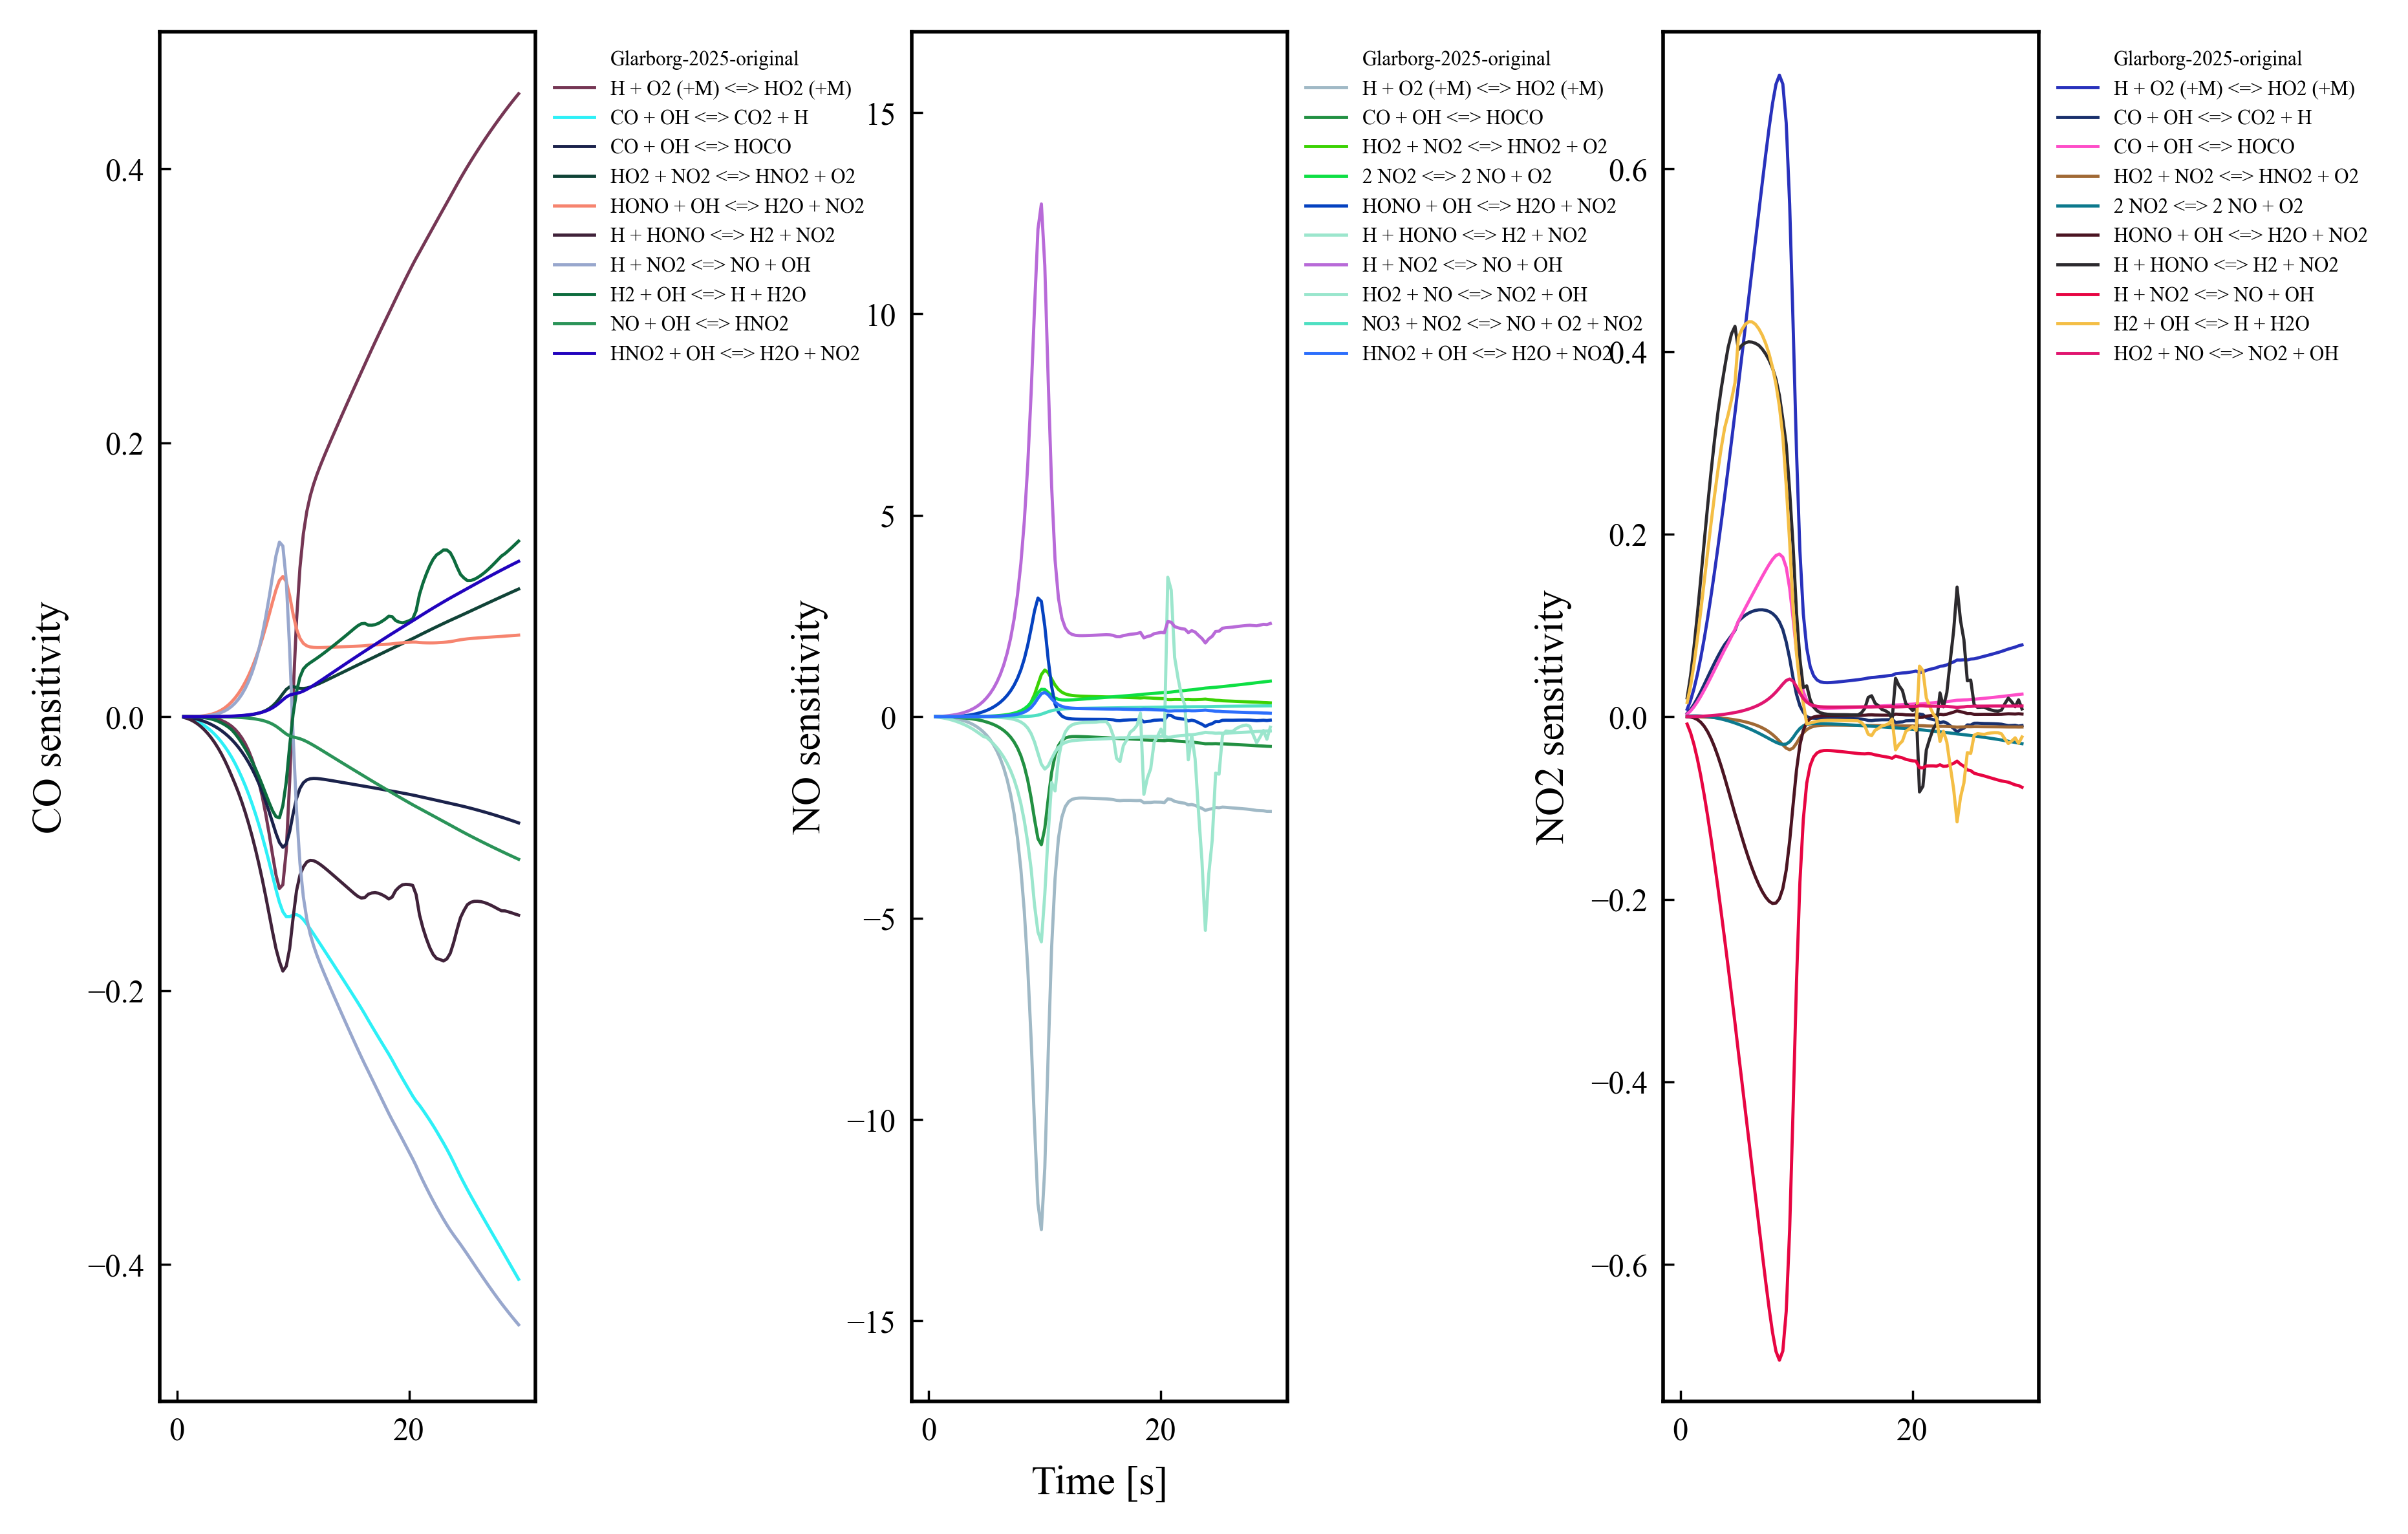 CO sensitivity
0.4
0.2
0.0
−0.2
−0.4
0
20
Glarborg-2025-original
H + O2 (+M) <=> HO2 (+M)
CO + OH <=> CO2 + H
CO + OH <=> HOCO
HO2 + NO2 <=> HNO2 + O2
HONO + OH <=> H2O + NO2
H + HONO <=> H2 + NO2
H + NO2 <=> NO + OH
H2 + OH <=> H + H2O
NO + OH <=> HNO2
HNO2 + OH <=> H2O + NO2
NO sensitivity
15
10
5
0
−5
−10
−15
0
20
Glarborg-2025-original
H + O2 (+M) <=> HO2 (+M)
CO + OH <=> HOCO
HO2 + NO2 <=> HNO2 + O2
2 NO2 <=> 2 NO + O2
HONO + OH <=> H2O + NO2
H + HONO <=> H2 + NO2
H + NO2 <=> NO + OH
HO2 + NO <=> NO2 + OH
NO3 + NO2 <=> NO + O2 + NO2
HNO2 + OH <=> H2O + NO2
NO2 sensitivity
0.6
0.4
0.2
0.0
−0.2
−0.4
−0.6
0
20
Glarborg-2025-original
H + O2 (+M) <=> HO2 (+M)
CO + OH <=> CO2 + H
CO + OH <=> HOCO
HO2 + NO2 <=> HNO2 + O2
2 NO2 <=> 2 NO + O2
HONO + OH <=> H2O + NO2
H + HONO <=> H2 + NO2
H + NO2 <=> NO + OH
H2 + OH <=> H + H2O
HO2 + NO <=> NO2 + OH
Time [s]